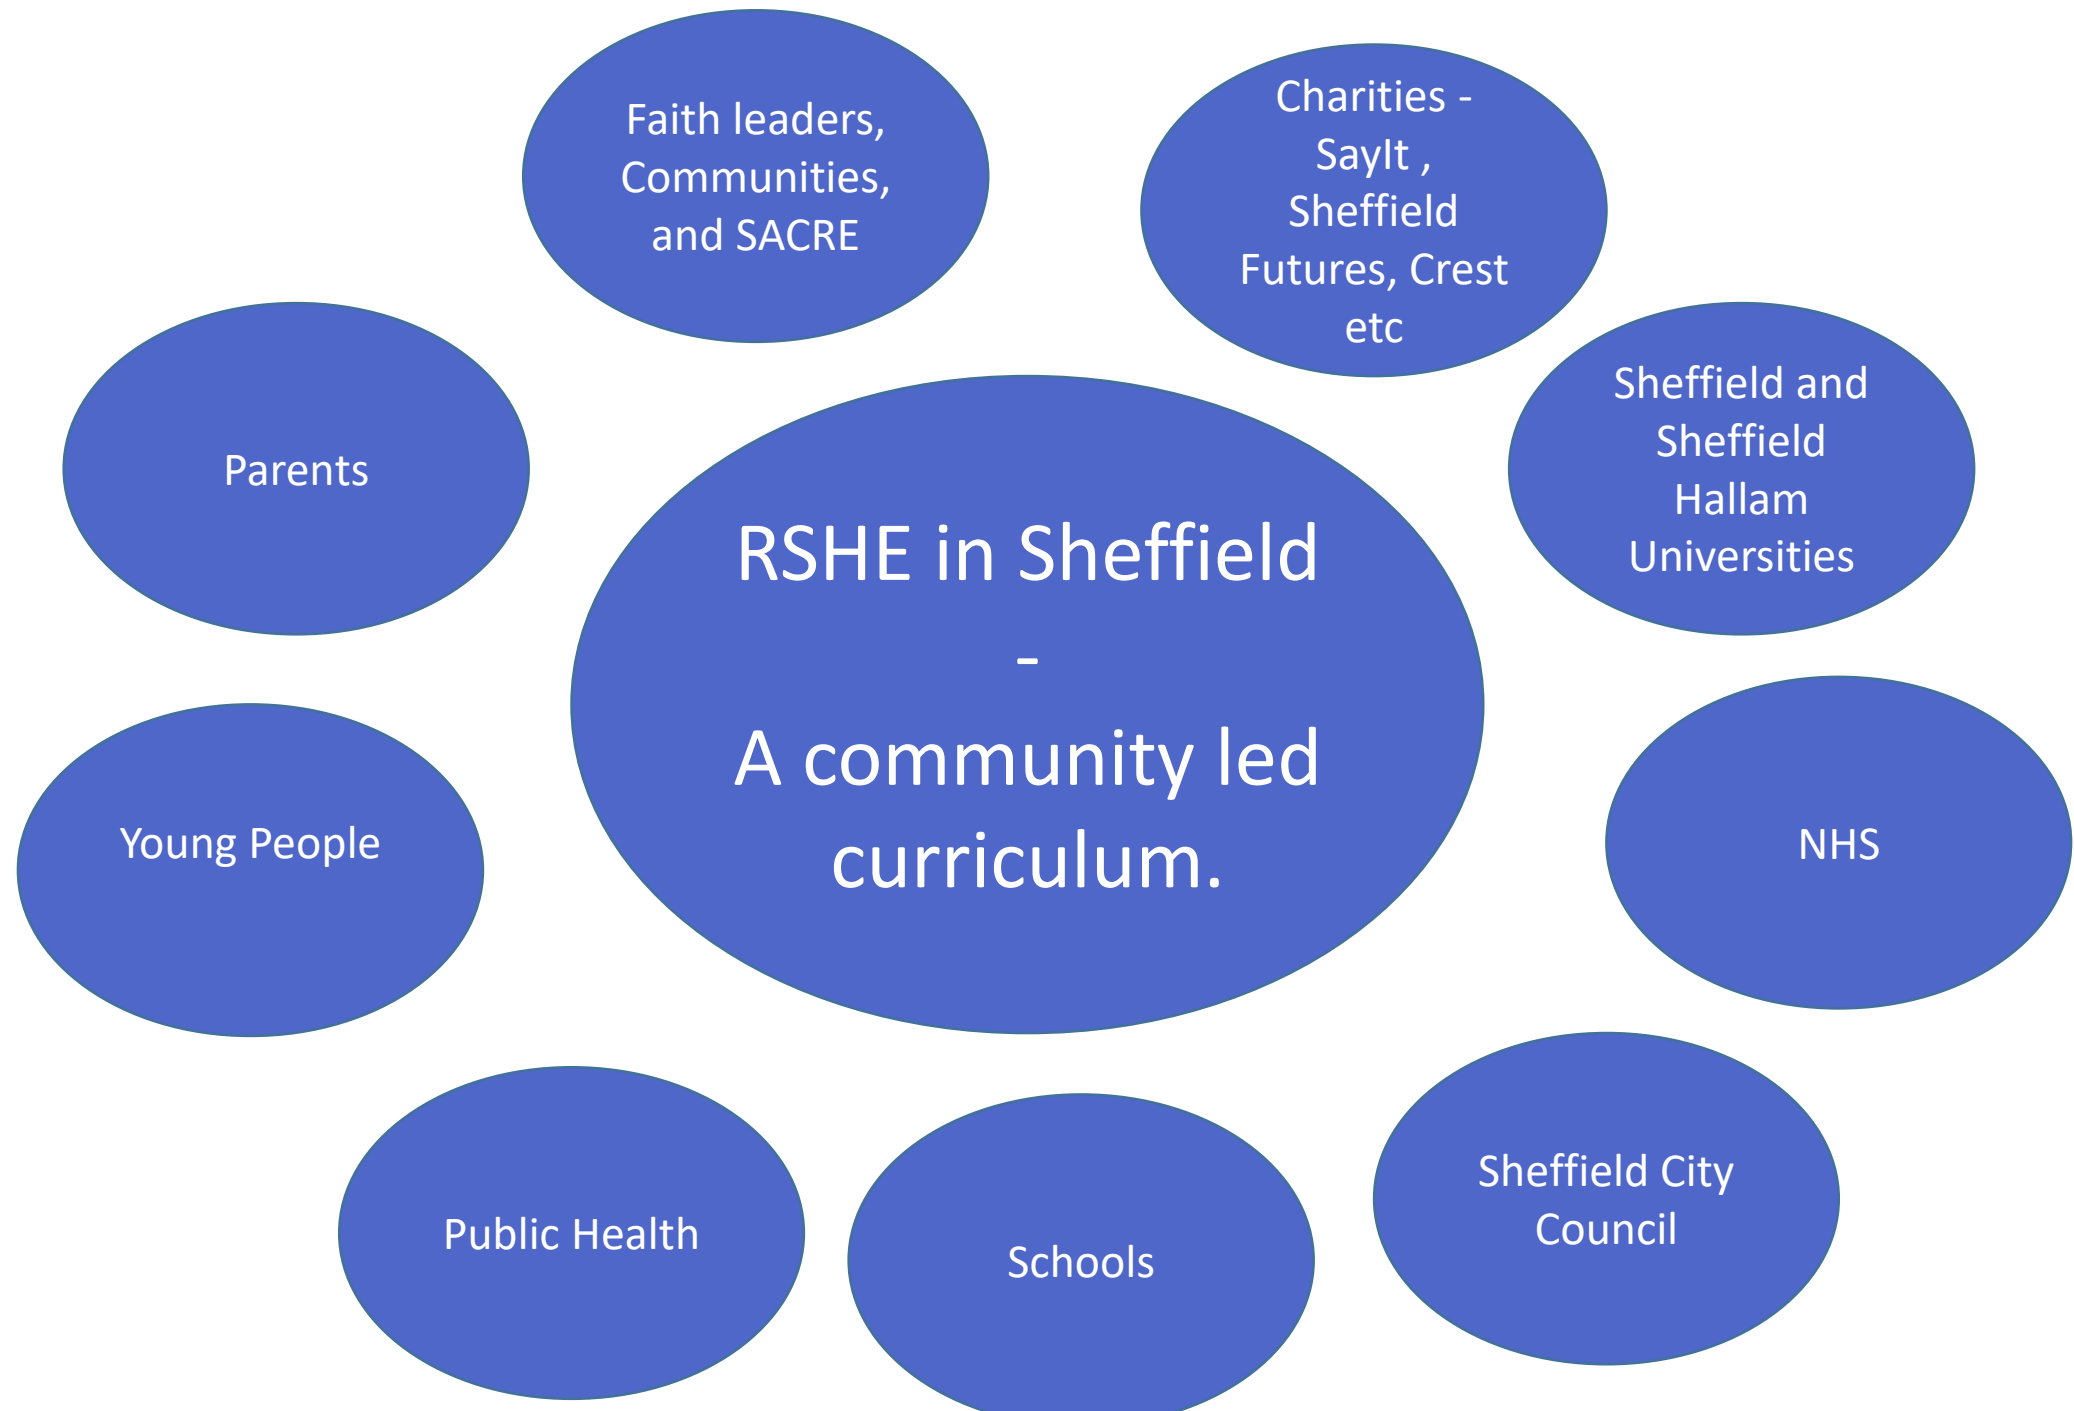 Faith leaders,
Communities,
and SACRE
Charities -
SayIt ,
Sheffield
Futures, Crest
etc
Sheffield and
Sheffield
Hallam
Universities
Parents
RSHE in Sheffield
-
A community led
curriculum.
Young People
NHS
Sheffield City
Council
Public Health
Schools